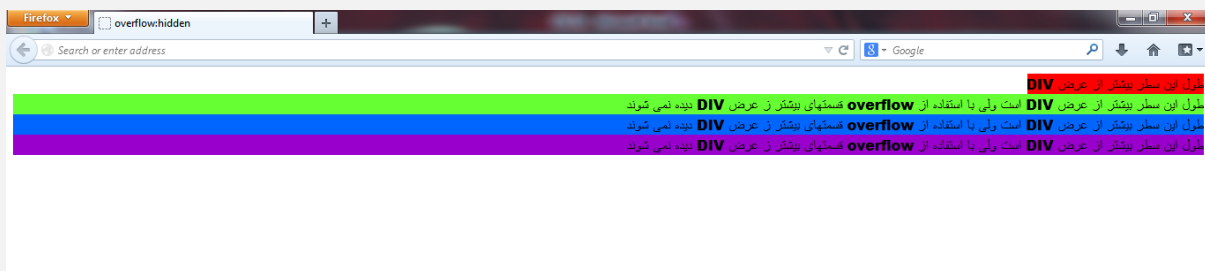 Firefox
overflow:hidden
Search or enter address
Google
طول این سطر بیشتر از عرض DIV
طول این سطر بیشتر از عرض DIV است ولی با استفاده از overflow قسمتهای بیشتر ز عرض DIV دیده نمی شوند
طول این سطر بیشتر از عرض DIV است ولی با استفاده از overflow قسمتهای بیشتر ز عرض DIV دیده نمی شوند
طول این سطر بیشتر از عرض DIV است ولی با استفاده از overflow قسمتهای بیشتر ز عرض DIV دیده نمی شوند